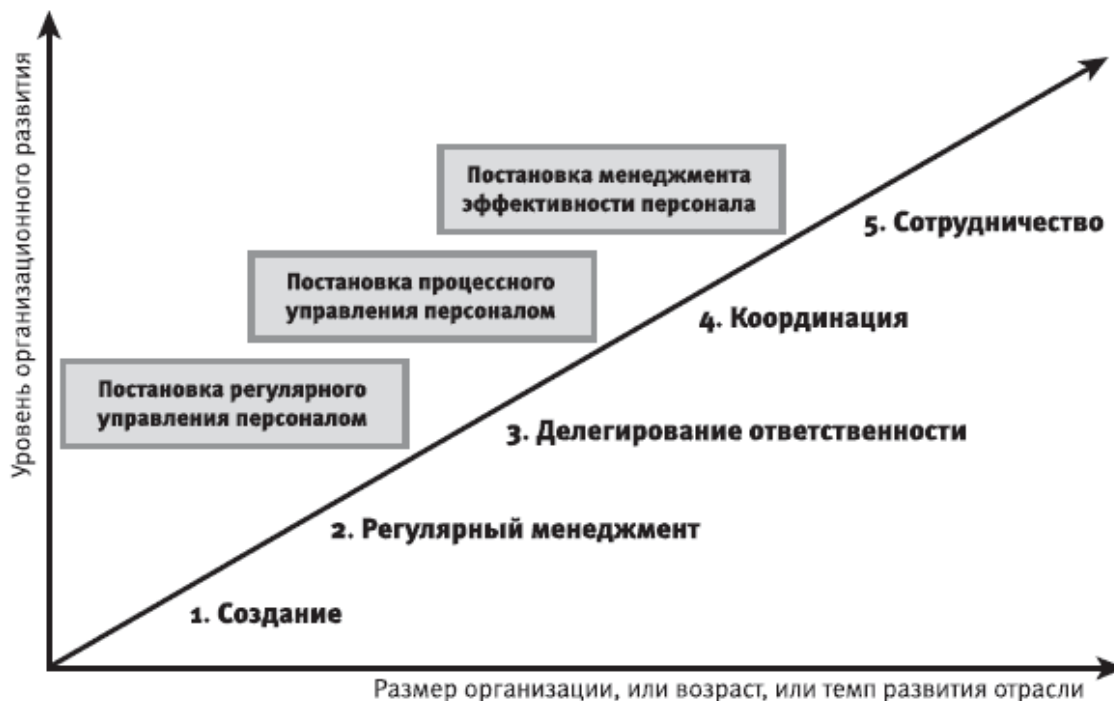 Уровень организационного развития
Постановка менеджмента
эффективности персонала
5. Сотрудничество
Постановка процессного
управления персоналом
4. Координация
Постановка регулярного
управления персоналом
3. Делегирование ответственности
2. Регулярный менеджмент
1. Создание
Размер организации, или возраст, или темп развития отрасли